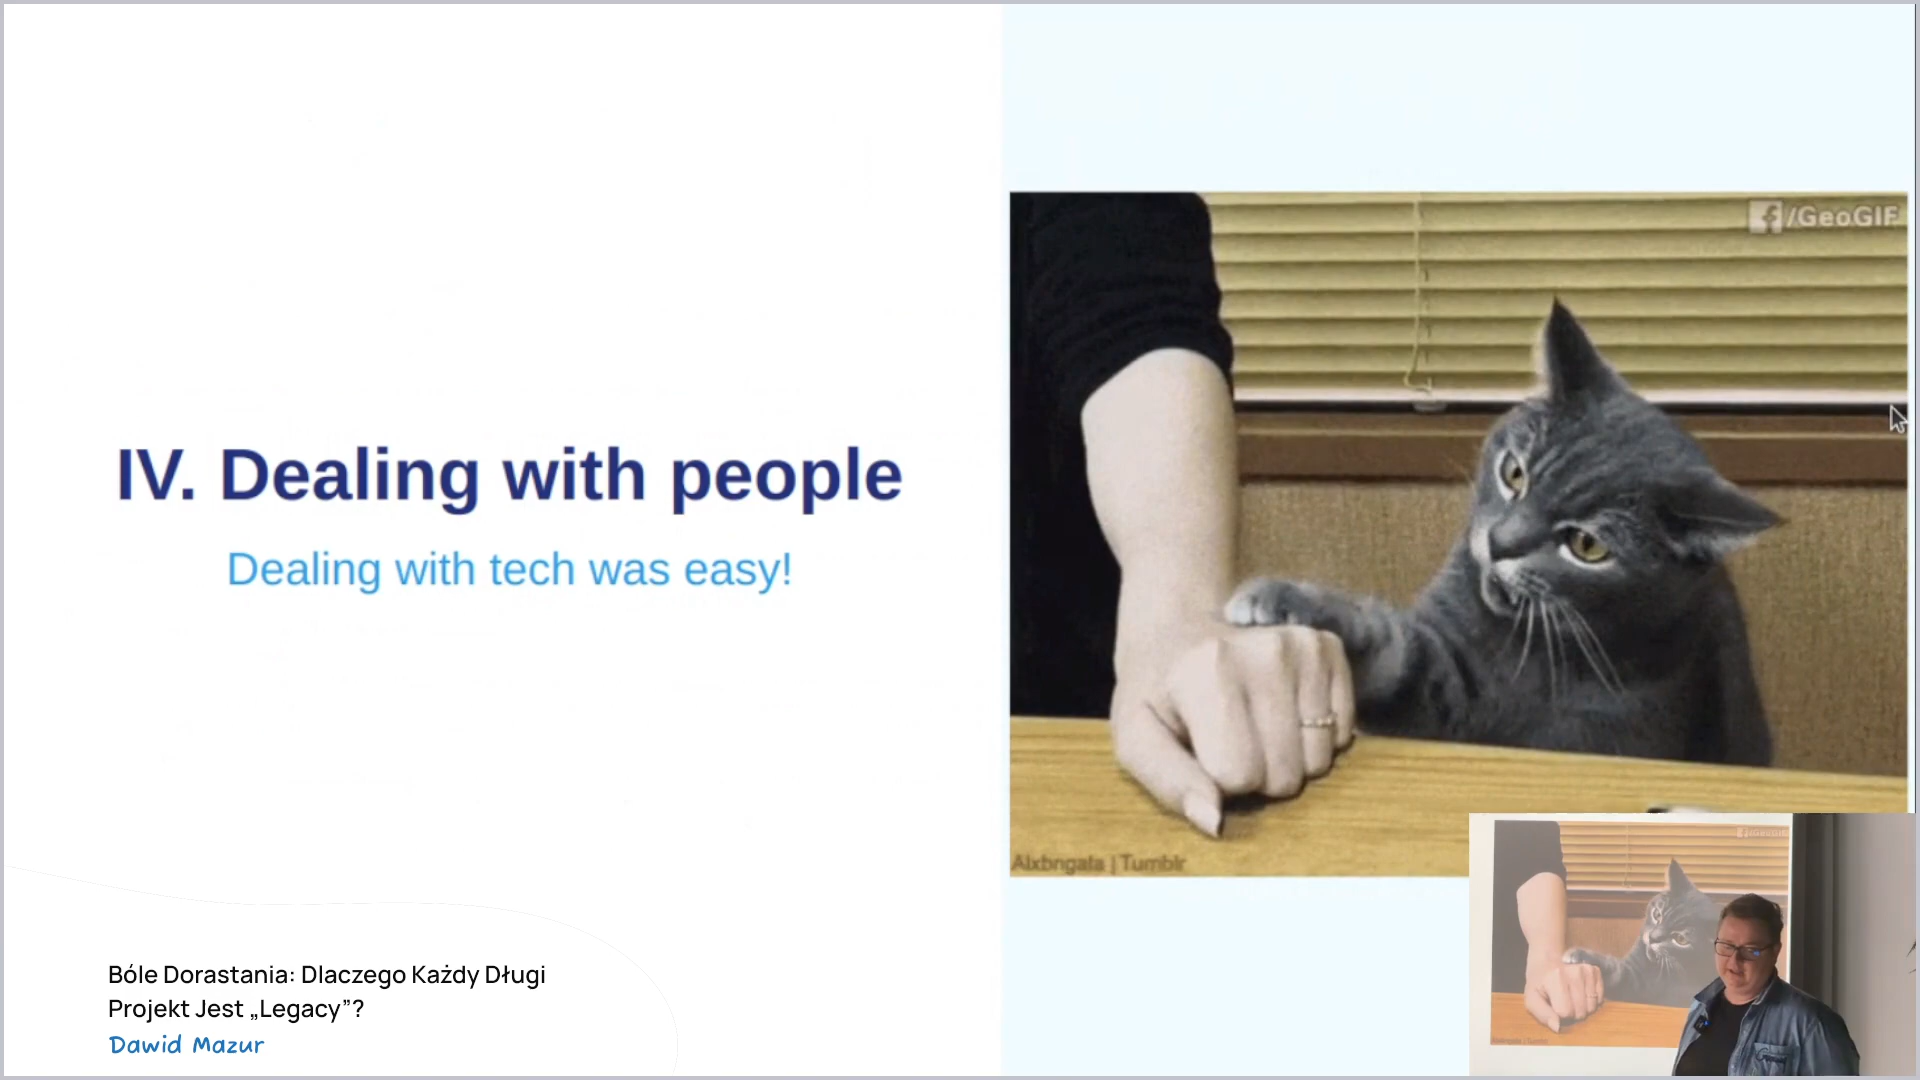 IV. Dealing with people
Dealing with tech was easy!
/GeoGIF
Alxbngala | Tumblr
Bóle Dorastania: Dlaczego Każdy Długi
Projekt Jest „Legacy”?
Dawid Mazur